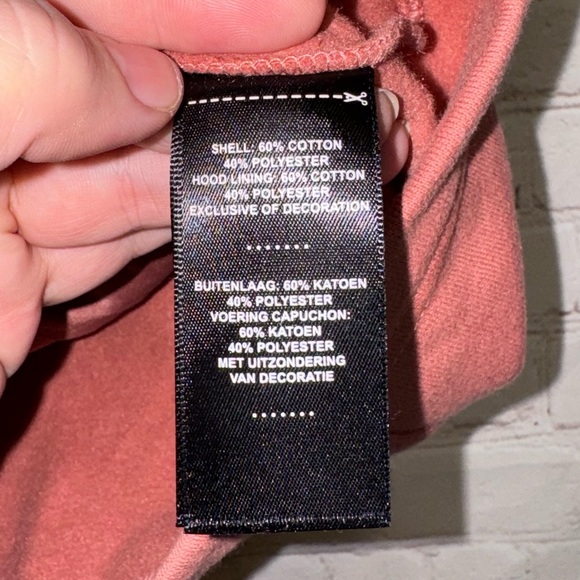 SHELL: 60% COTTON
40% POLYESTER
HOOD LINING: 60% COTTON
40% POLYESTER
EXCLUSIVE OF DECORATION
BUITENLAAG: 60% KATOEN
40% POLYESTER
VOERING CAPUCHON:
60% KATOEN
40% POLYESTER
MET UITZONDERING
VAN DECORATIE